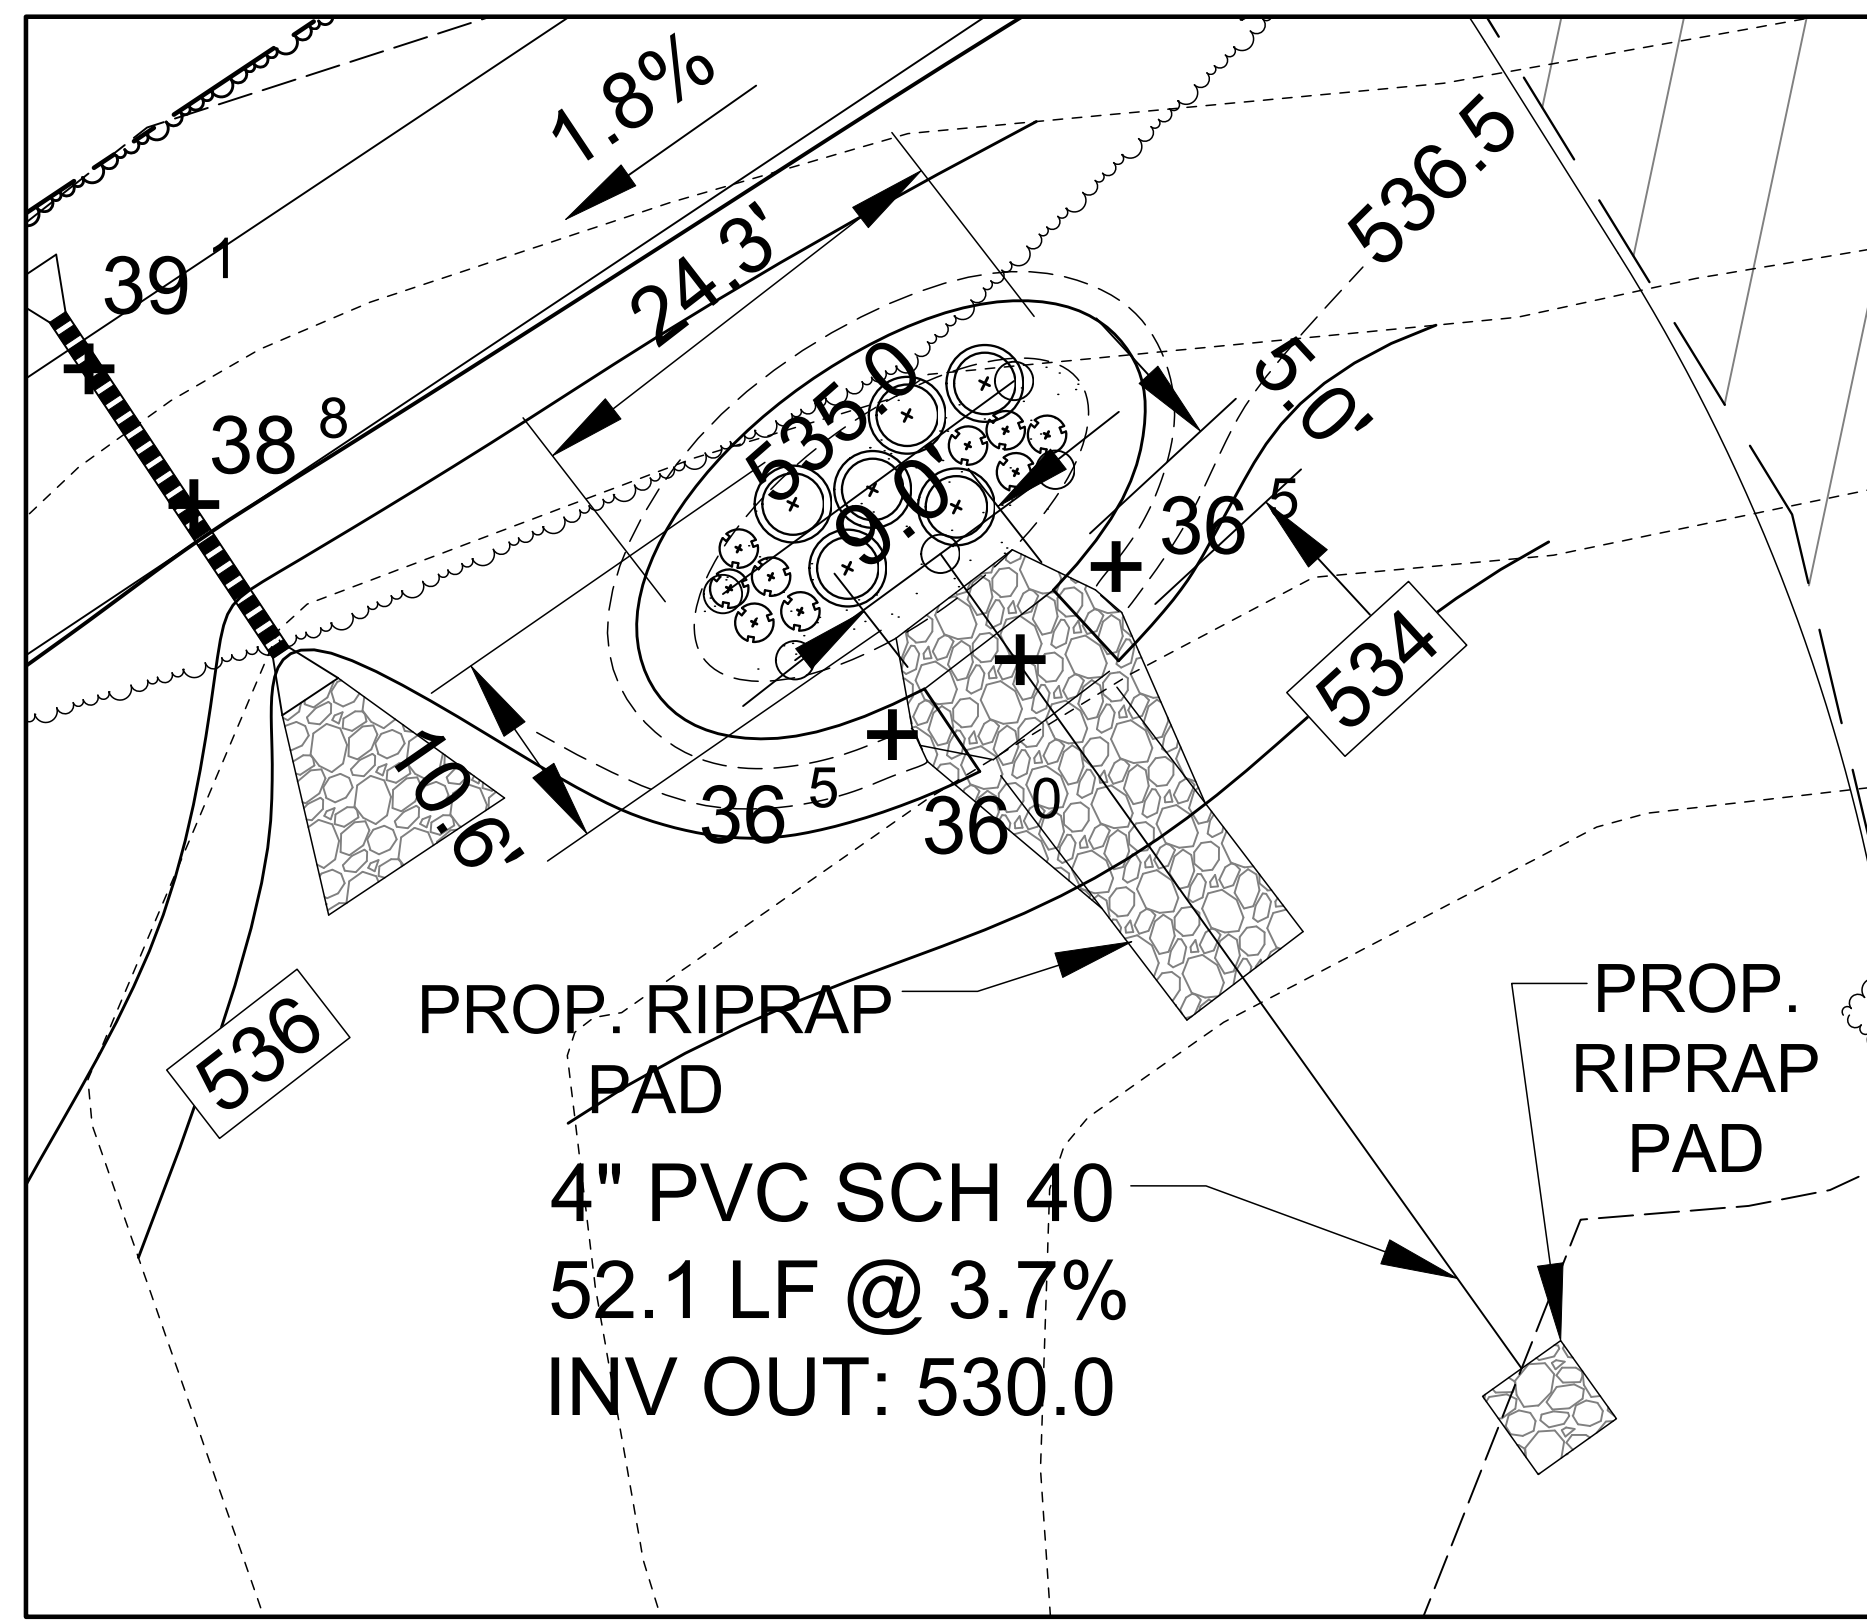 1.8%
536.5
24.3'
39 1
38 8
535.0
5.0'
9.0'
36 5
534
10.6'
36 5
36 0
PROP. RIPRAP
PAD
536
PROP.
RIPRAP
PAD
4" PVC SCH 40
52.1 LF @ 3.7%
INV OUT: 530.0